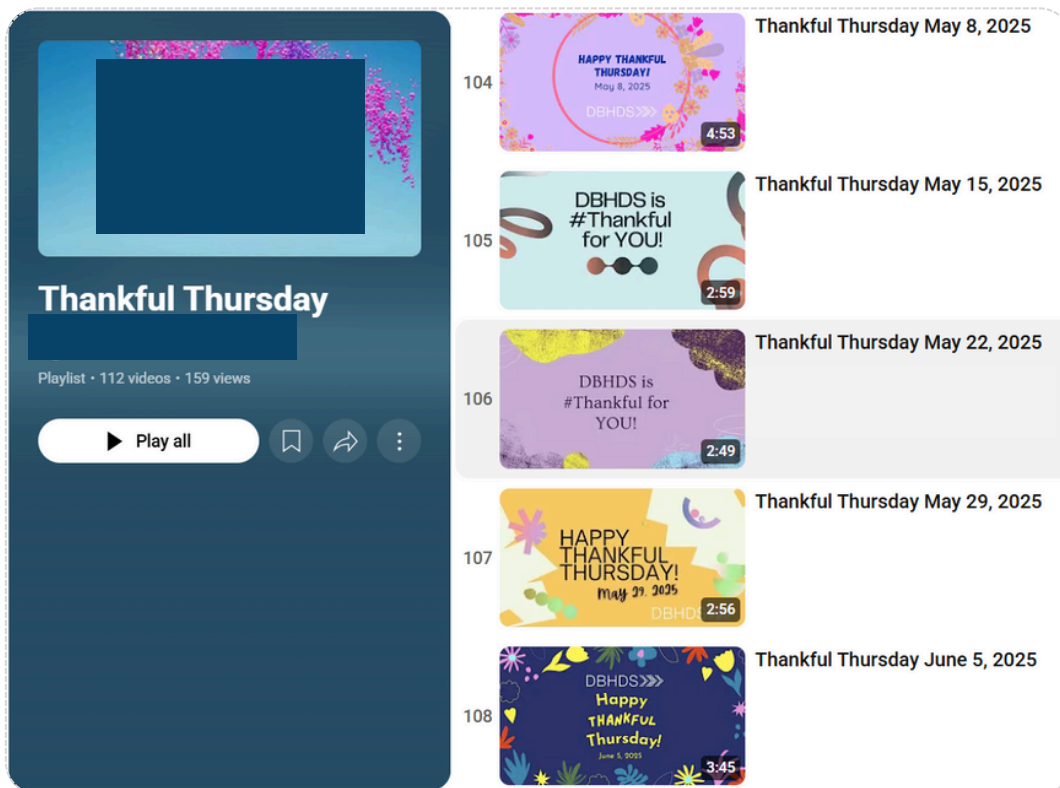 Thankful Thursday
Playlist • 112 videos • 159 views
Play all
104
HAPPY THANKFUL
THURSDAY!
May 8, 2025
DBHDS
4:53
Thankful Thursday May 8, 2025
105
DBHDS is
#Thankful
for YOU!
2:59
Thankful Thursday May 15, 2025
106
DBHDS is
#Thankful for
YOU!
2:49
Thankful Thursday May 22, 2025
107
HAPPY
THANKFUL
THURSDAY!
May 29, 2025
DBHDS
2:56
Thankful Thursday May 29, 2025
108
DBHDS
Happy
THANKFUL
Thursday!
June 5, 2025
3:45
Thankful Thursday June 5, 2025